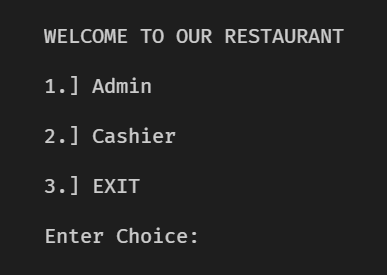 WELCOME TO OUR RESTAURANT
1.] Admin
2.] Cashier
3.] EXIT
Enter Choice: